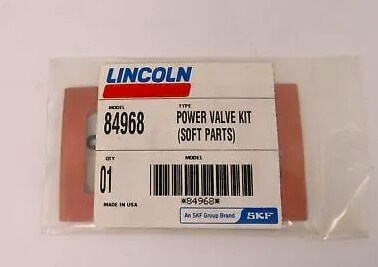 LINCOLN
MODEL TYPE
84968 POWER VALVE KIT
(SOFT PARTS)
QTY MODEL
01
*84968*
MADE IN USA
An SKF Group Brand SKF